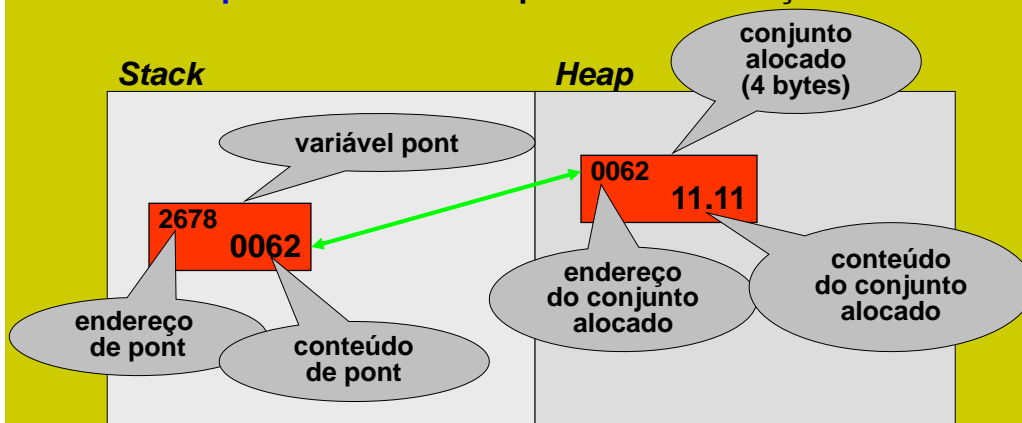 Stack
Heap
conjunto
alocado
(4 bytes)
variável pont
0062
11.11
2678
0062
endereço
de pont
conteúdo
de pont
endereço
do conjunto
alocado
conteúdo
do conjunto
alocado